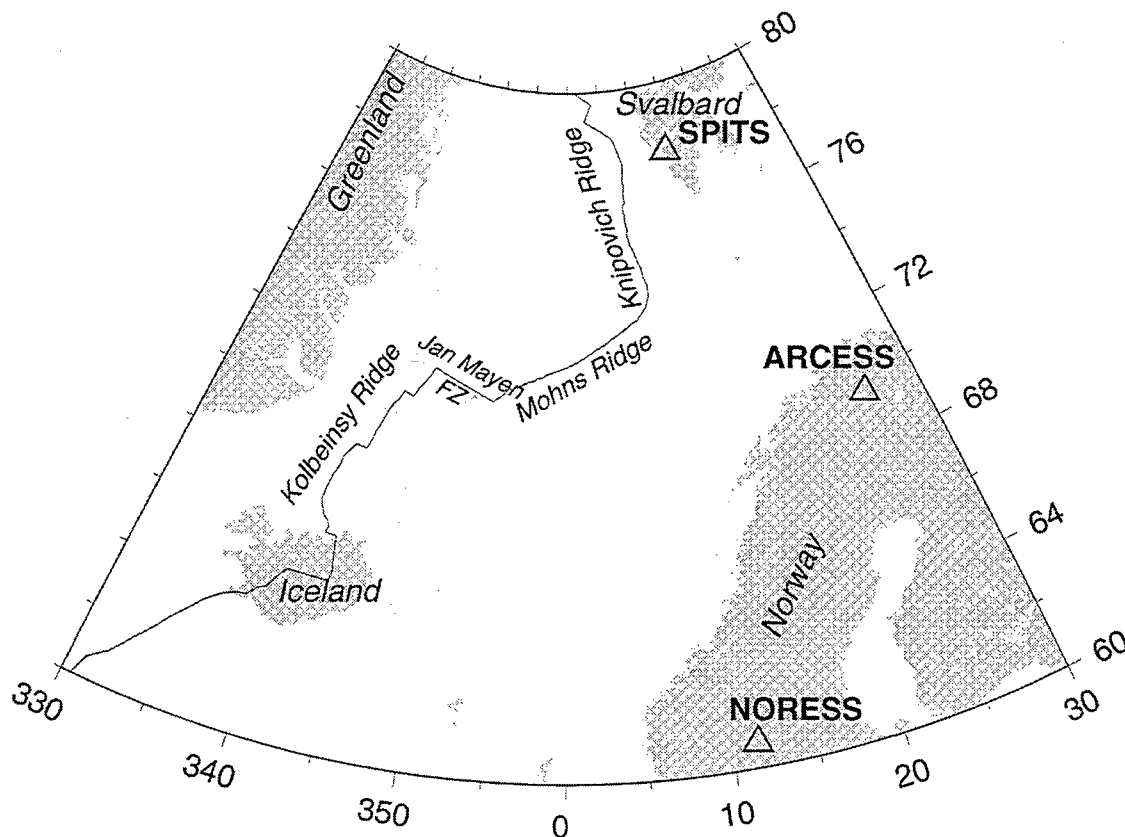 80
Svalbard
SPITS
76
Greenland
Knipovich Ridge
72
ARCESS
Jan Mayen
FZ
Mohns Ridge
68
Kolbeinsy Ridge
64
Norway
Iceland
60
330
NORESS
30
340
20
350
10
0